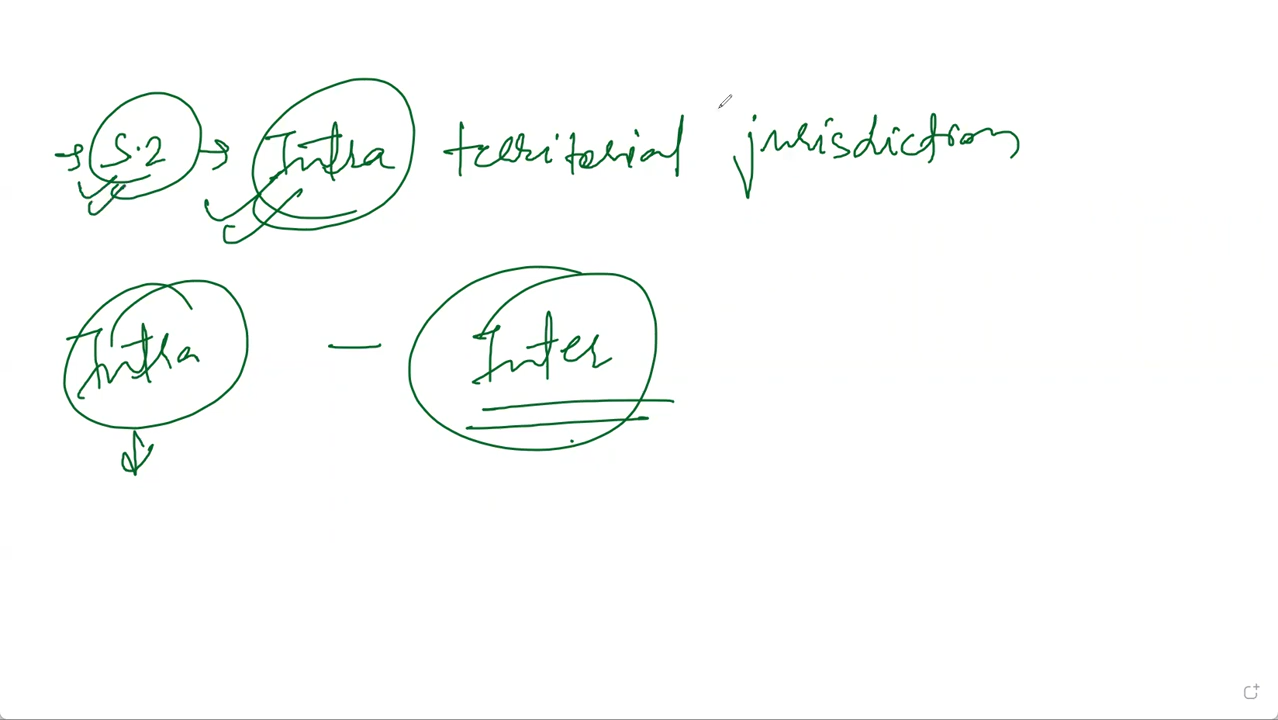 → S.2 → Intra territorial jurisdiction
Intra — Inter